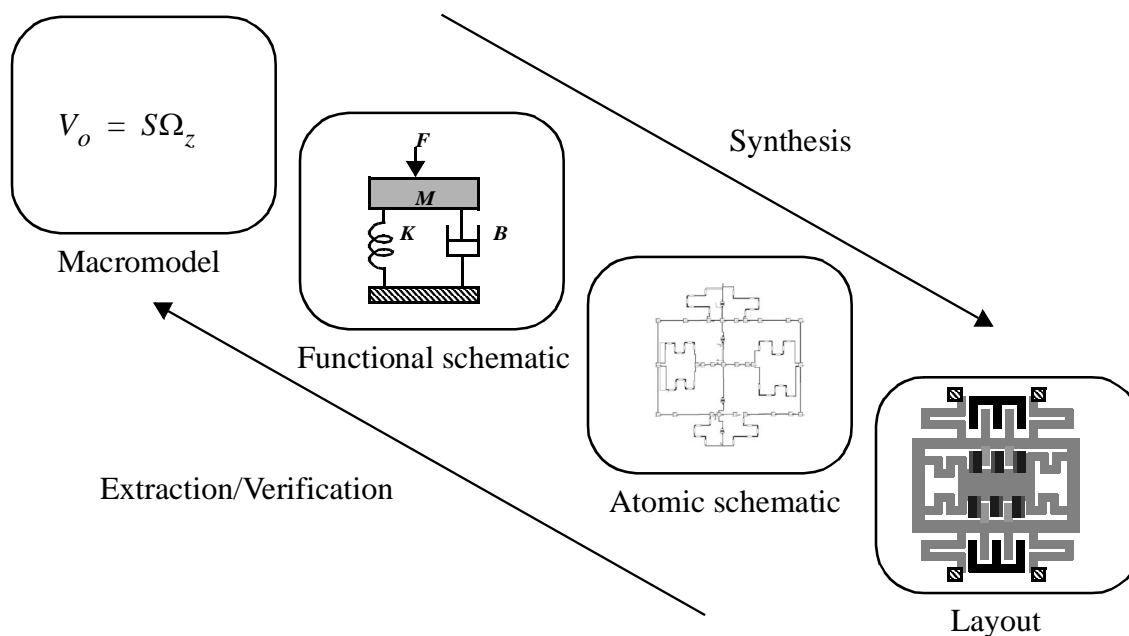 Vo = SΩz
Macromodel
F
M
K
B
Functional schematic
Synthesis
Extraction/Verification
Atomic schematic
Layout